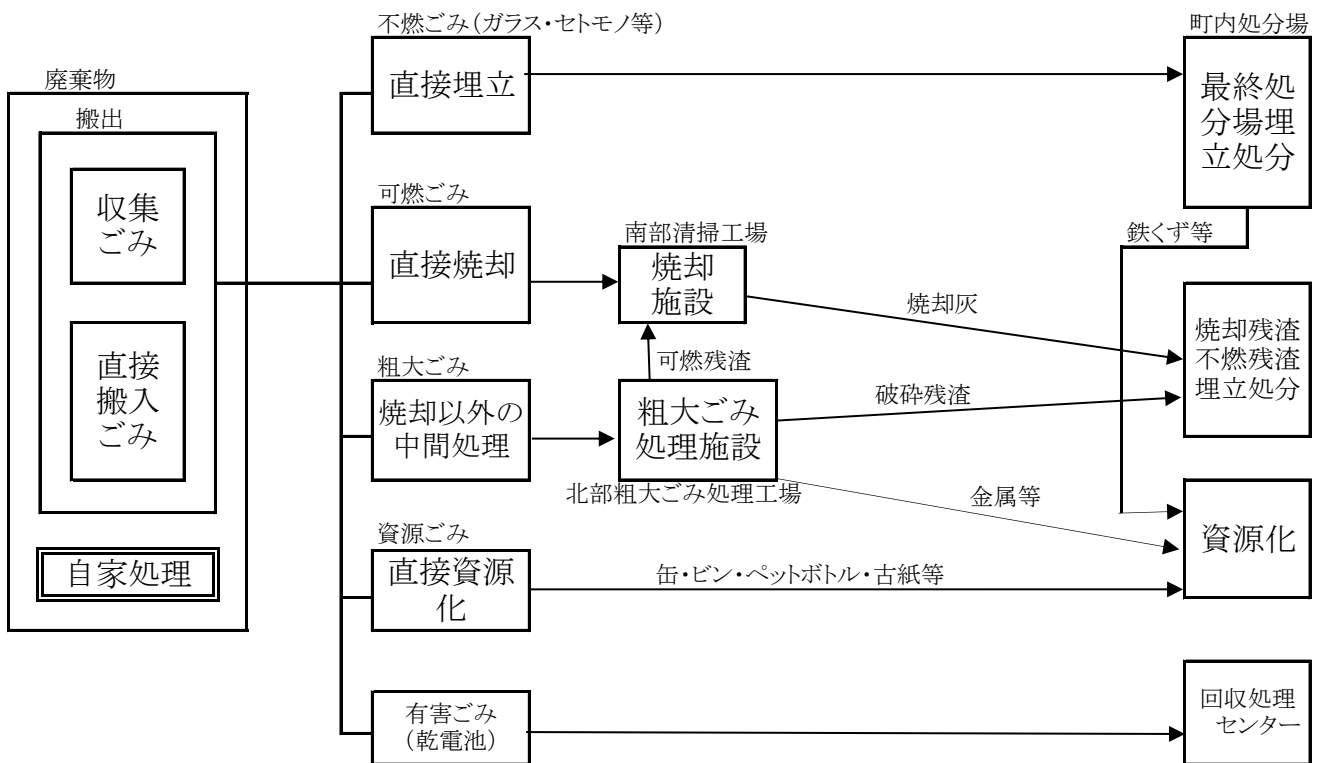 不燃ごみ(ガラス・セトモノ等)
町内処分場
直接埋立
最終処
分場埋
立処分
廃棄物
搬出
収集
ごみ
直接
搬入
ごみ
自家処理
可燃ごみ
直接焼却
南部清掃工場
焼却
施設
鉄くず等
焼却灰
焼却残渣
不燃残渣
埋立処分
可燃残渣
粗大ごみ
焼却以外の
中間処理
粗大ごみ
処理施設
破砕残渣
北部粗大ごみ処理工場
金属等
資源化
資源ごみ
直接資源
化
缶・ビン・ペットボトル・古紙等
有害ごみ
(乾電池)
回収処理
センター